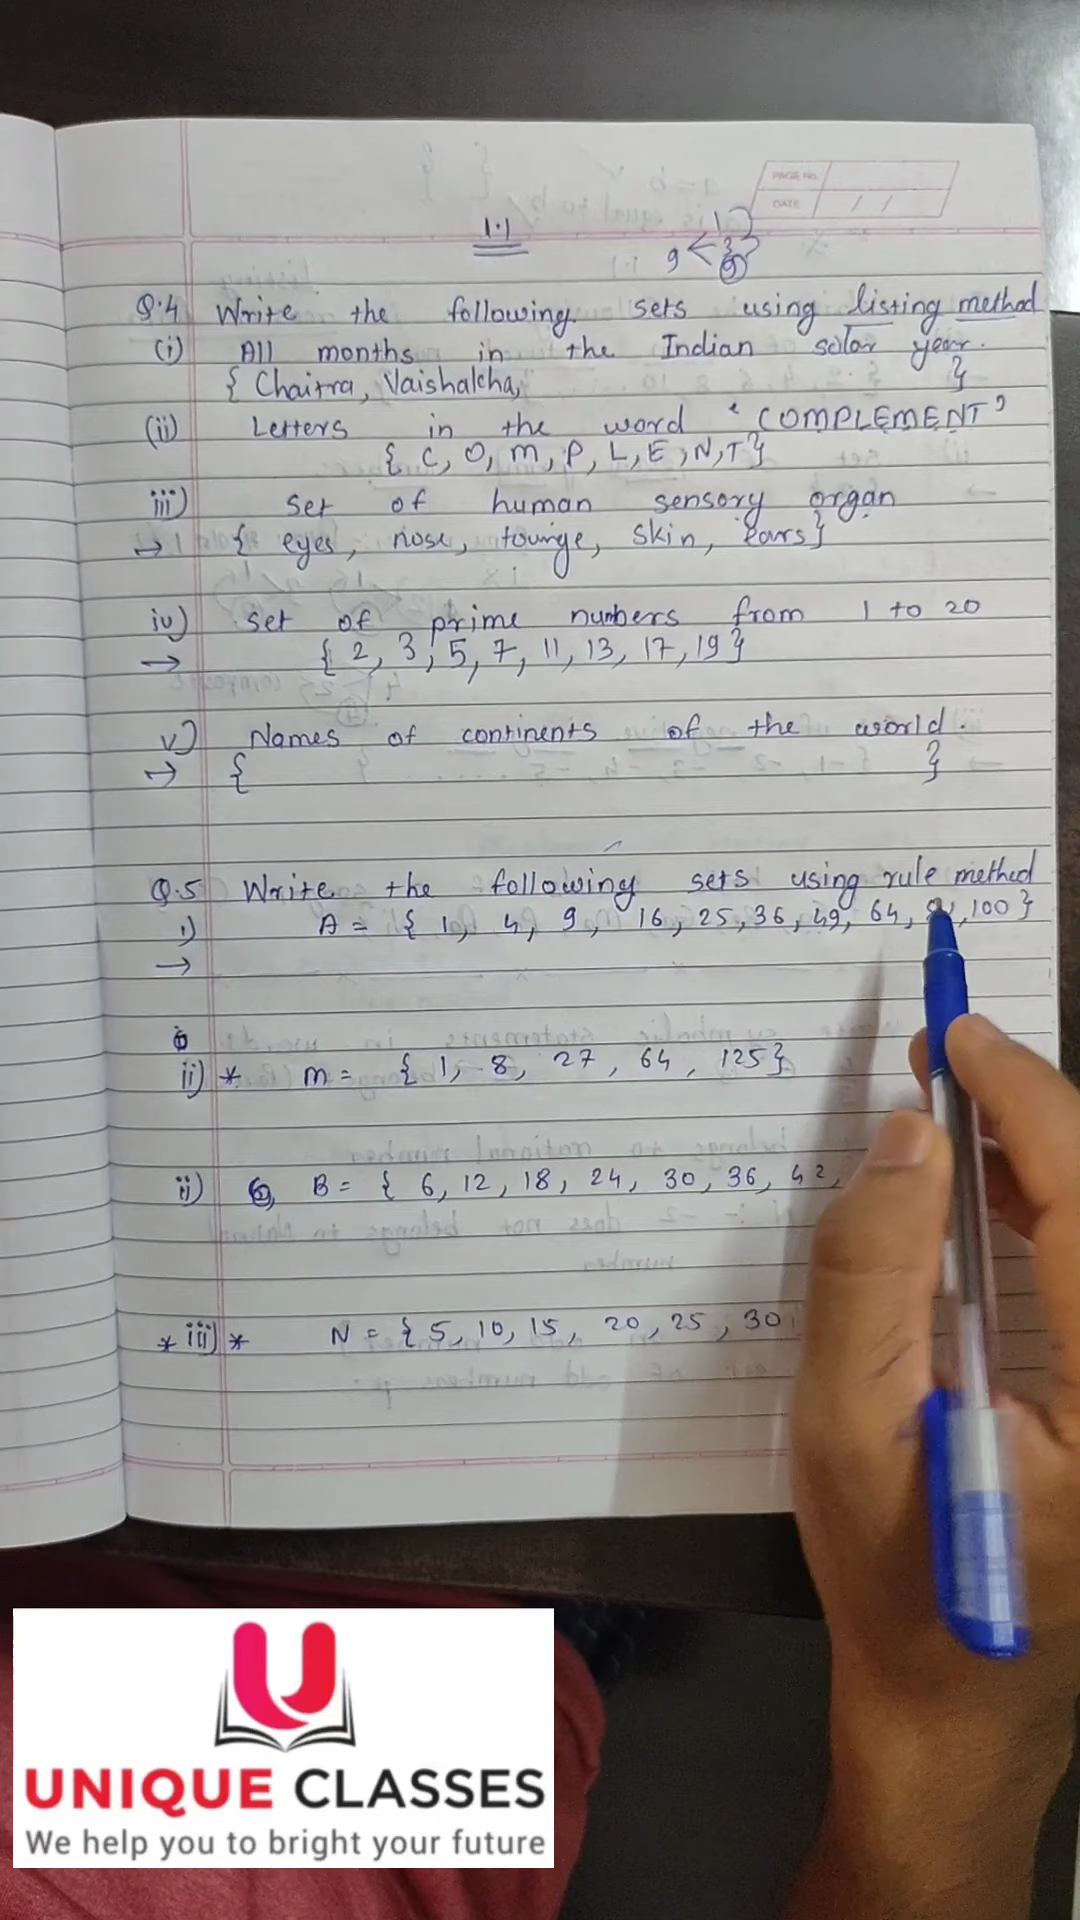 PAGE No.
DATE / /
1.1
1
9 < 3
9
Q.4 Write the following sets using listing method
(i) All months in the Indian solar year.
{ Chaitra, Vaishakha, }
(ii) Letters in the word 'COMPLEMENT'
{ C, O, M, P, L, E, N, T }
iii) set of human sensory organ
→ { eyes, nose, tounge, skin, ears }
iv) set of prime numbers from 1 to 20
→ { 2, 3, 5, 7, 11, 13, 17, 19 }
v) Names of continents of the world.
→ { }
Q.5 Write the following sets using rule method
i) A = { 1, 4, 9, 16, 25, 36, 49, 64, , 100 }
→
ii) * M = { 1, 8, 27, 64, 125 }
ii) B = { 6, 12, 18, 24, 30, 36, 42,
* iii) * N = { 5, 10, 15, 20, 25, 30
UNIQUE CLASSES
We help you to bright your future